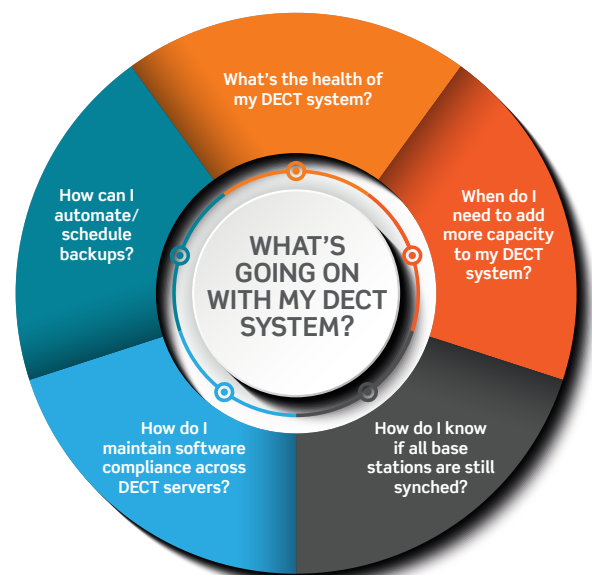 What's the health of
my DECT system?
When do I
need to add
more capacity
to my DECT
system?
How do I know
if all base
stations are still
synched?
How do I
maintain software
compliance across
DECT servers?
How can I
automate/
schedule
backups?
WHAT'S
GOING ON
WITH MY DECT
SYSTEM?